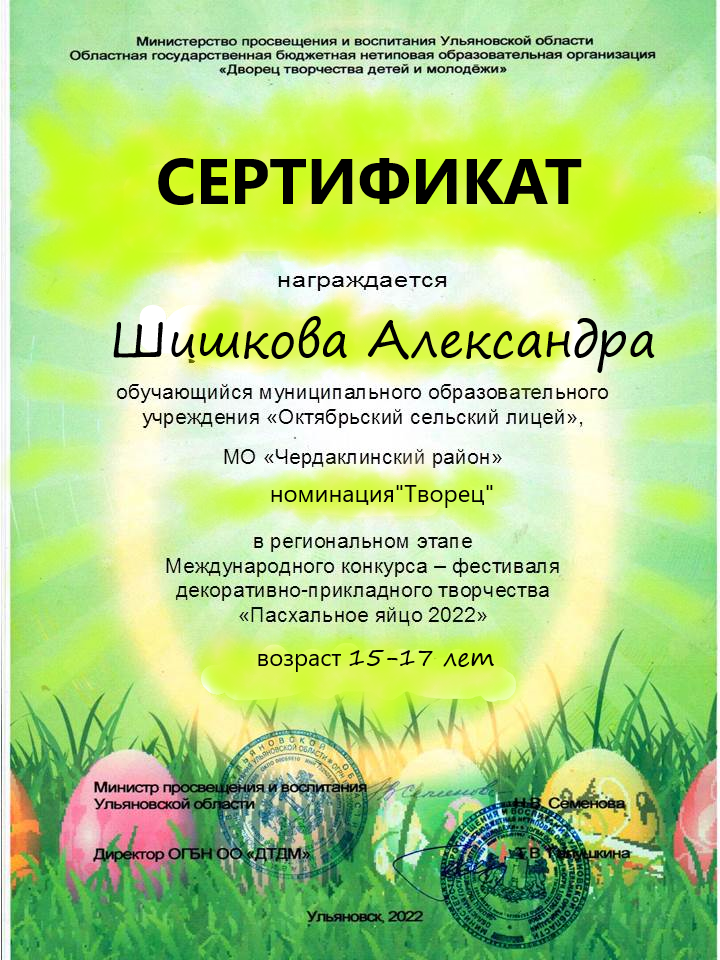 Министерство просвещения и воспитания Ульяновской области
Областная государственная бюджетная нетиповая образовательная организация
«Дворец творчества детей и молодёжи»
СЕРТИФИКАТ
награждается
Шишкова Александра
обучающийся муниципального образовательного
учреждения «Октябрьский сельский лицей»,
МО «Чердаклинский район»
номинация"Творец"
в региональном этапе
Международного конкурса – фестиваля
декоративно-прикладного творчества
«Пасхальное яйцо 2022»
возраст 15-17 лет
Министр просвещения и воспитания
Ульяновской области
Н.В. Семенова
Директор ОГБН ОО «ДТДМ»
Ульяновск, 2022